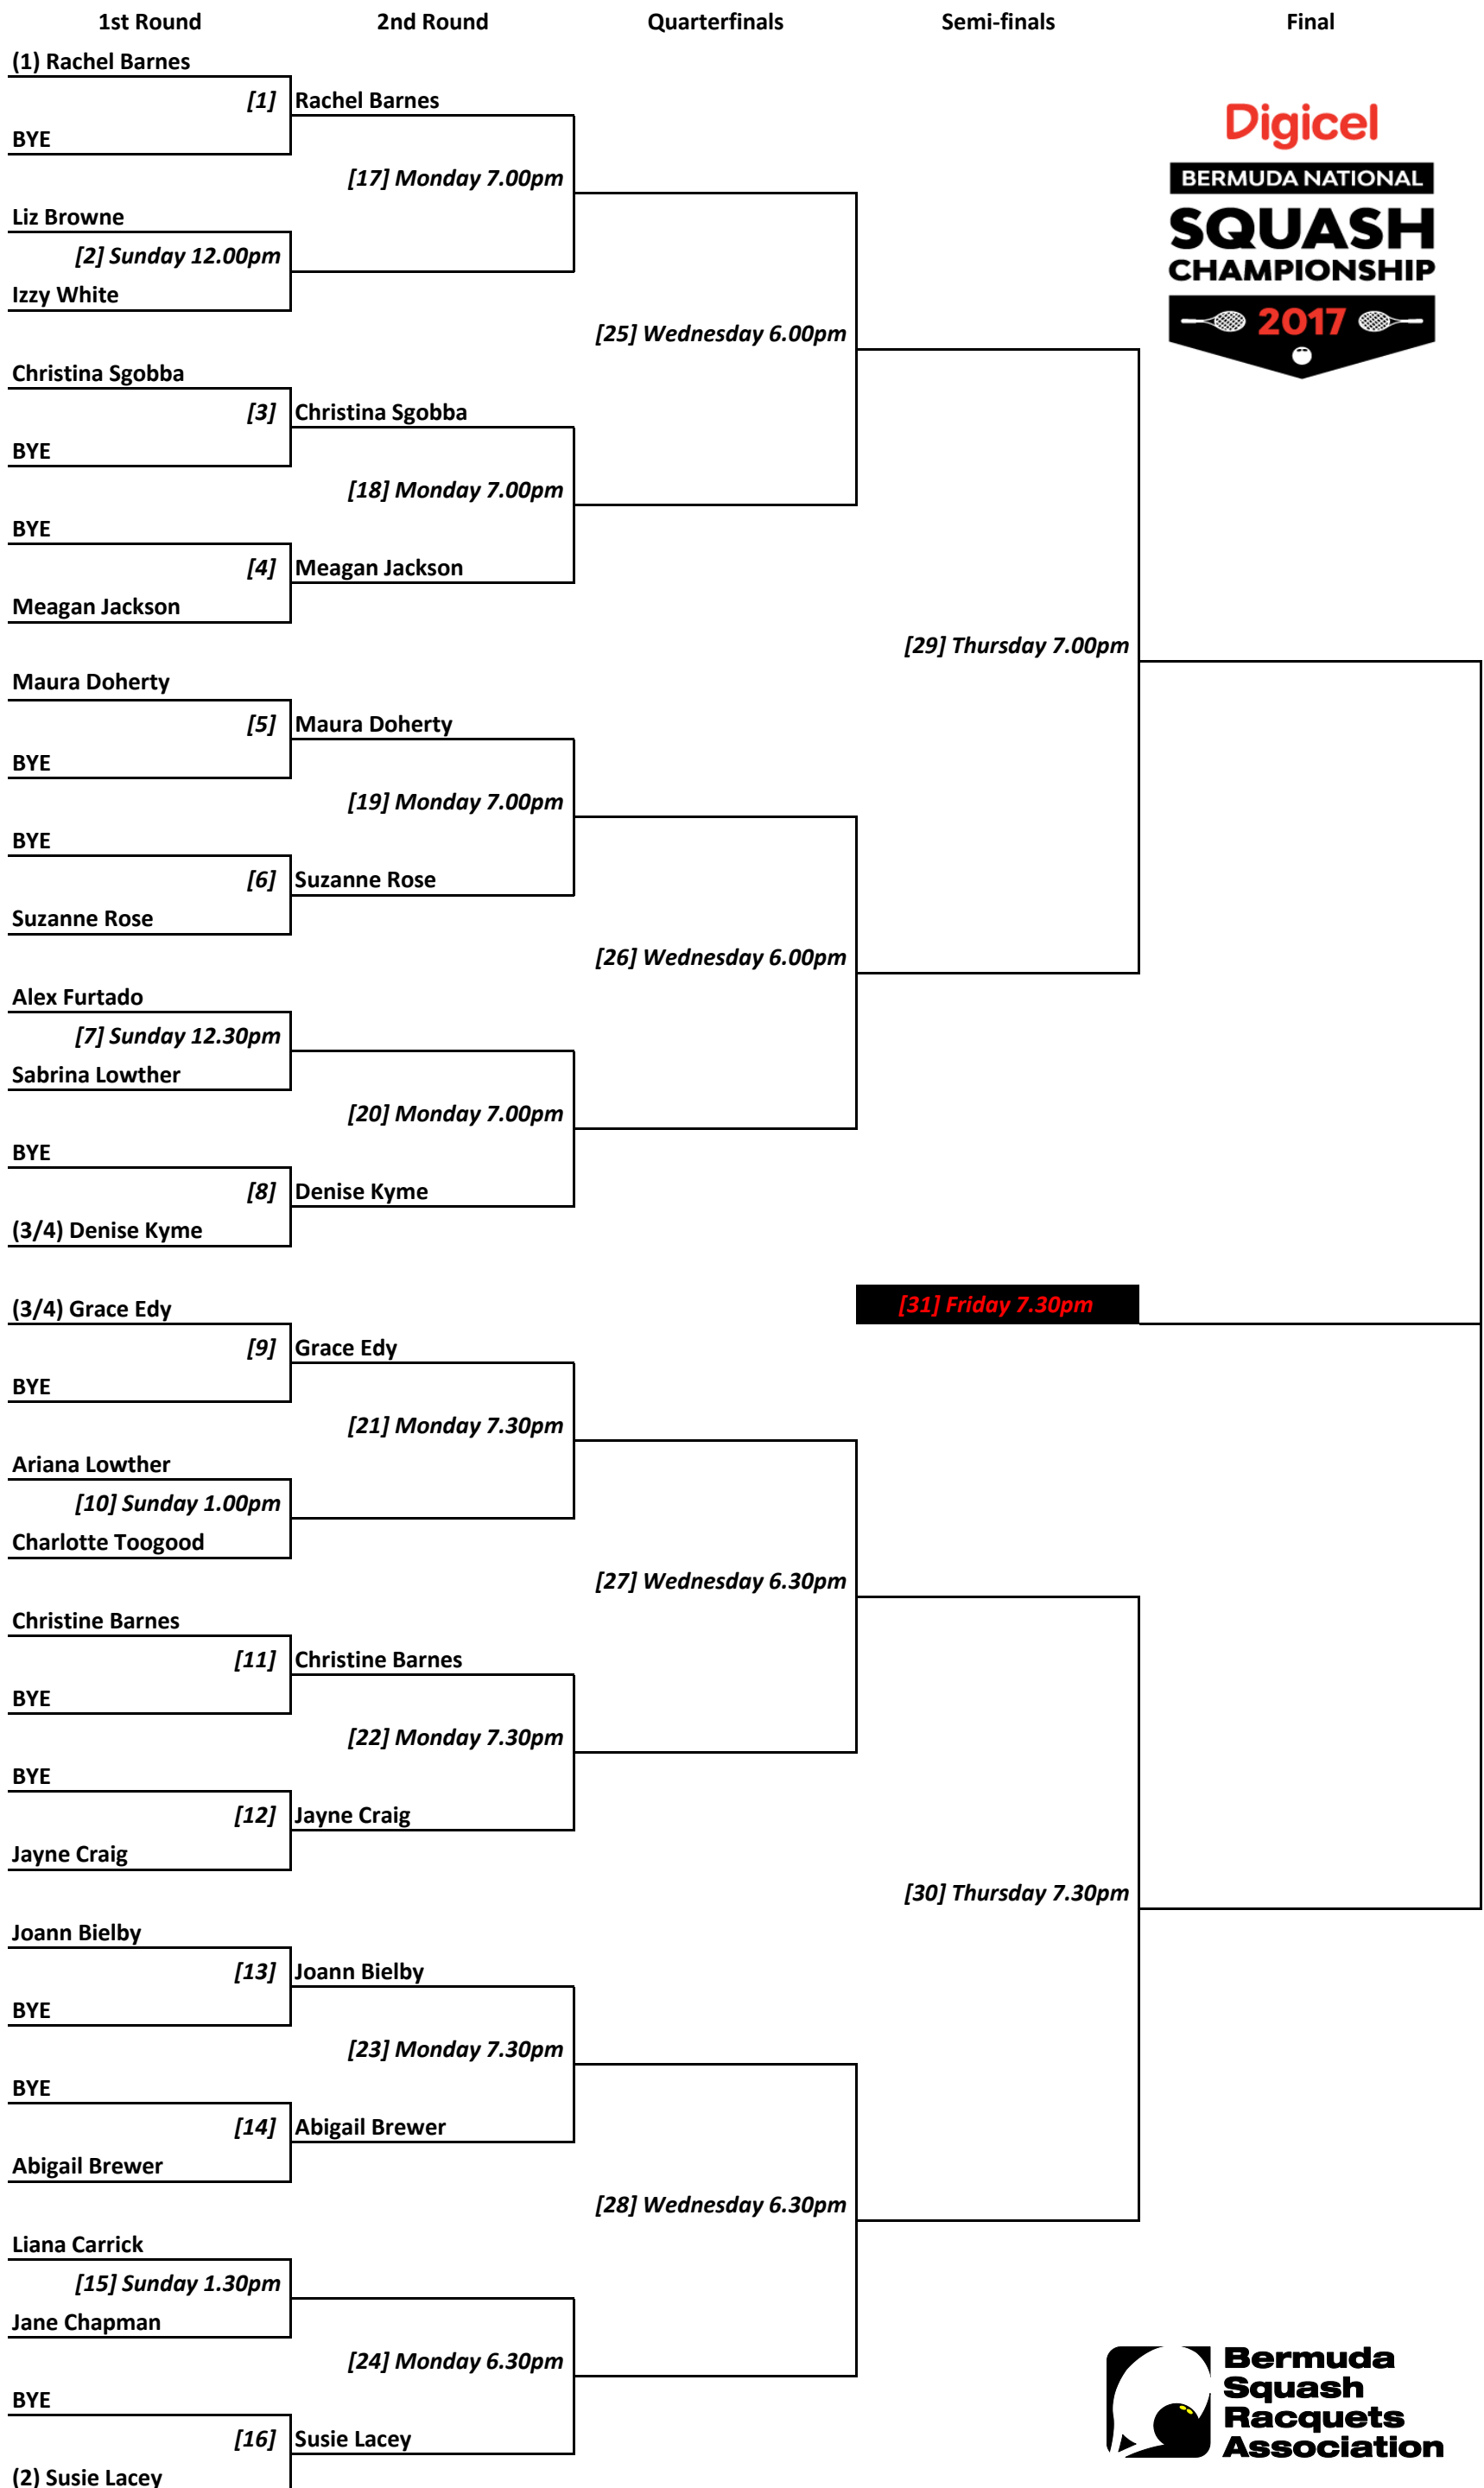 1st Round 2nd Round Quarterfinals Semi-finals Final
(1) Rachel Barnes
[1] Rachel Barnes
BYE
[17] Monday 7.00pm
Liz Browne
[2] Sunday 12.00pm
Izzy White
[25] Wednesday 6.00pm
Christina Sgobba
[3] Christina Sgobba
BYE
[18] Monday 7.00pm
BYE
[4] Meagan Jackson
Meagan Jackson
[29] Thursday 7.00pm
Maura Doherty
[5] Maura Doherty
BYE
[19] Monday 7.00pm
BYE
[6] Suzanne Rose
Suzanne Rose
[26] Wednesday 6.00pm
Alex Furtado
[7] Sunday 12.30pm
Sabrina Lowther
[20] Monday 7.00pm
BYE
[8] Denise Kyme
(3/4) Denise Kyme
(3/4) Grace Edy
[31] Friday 7.30pm
[9] Grace Edy
BYE
[21] Monday 7.30pm
Ariana Lowther
[10] Sunday 1.00pm
Charlotte Toogood
[27] Wednesday 6.30pm
Christine Barnes
[11] Christine Barnes
BYE
[22] Monday 7.30pm
BYE
[12] Jayne Craig
Jayne Craig
[30] Thursday 7.30pm
Joann Bielby
[13] Joann Bielby
BYE
[23] Monday 7.30pm
BYE
[14] Abigail Brewer
Abigail Brewer
[28] Wednesday 6.30pm
Liana Carrick
[15] Sunday 1.30pm
Jane Chapman
[24] Monday 6.30pm
BYE
[16] Susie Lacey
(2) Susie Lacey
Digicel
BERMUDA NATIONAL
SQUASH
CHAMPIONSHIP
2017
Bermuda
Squash
Racquets
Association